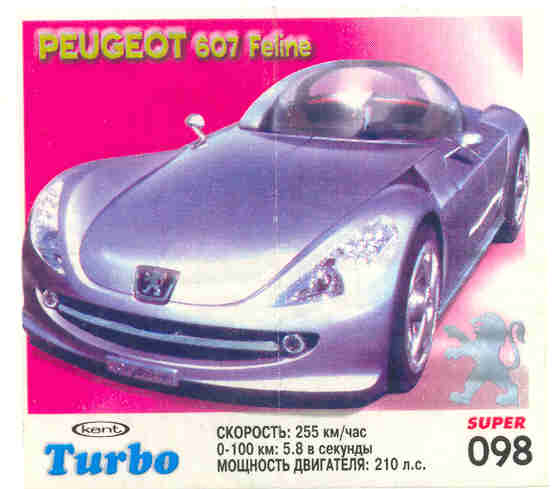 PEUGEOT 607 Feline
kent
Turbo
СКОРОСТЬ: 255 км/час
0-100 км: 5.8 в секунды
МОЩНОСТЬ ДВИГАТЕЛЯ: 210 л.с.
SUPER
098